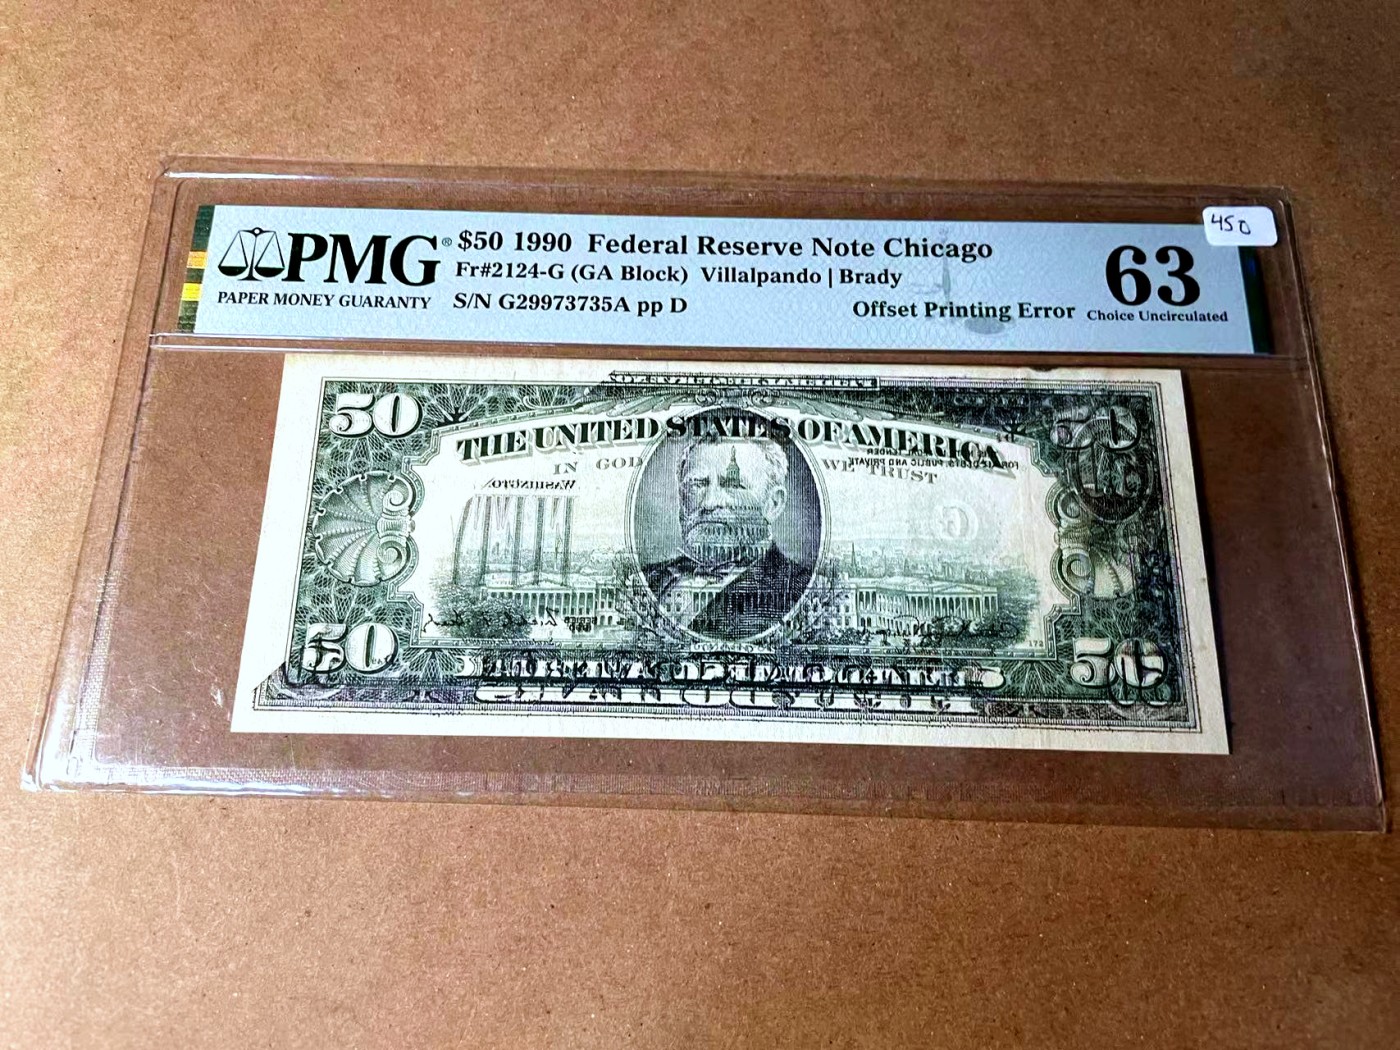 450
PMG® $50 1990 Federal Reserve Note Chicago
Fr#2124-G (GA Block) Villalpando | Brady
PAPER MONEY GUARANTY S/N G29973735A pp D
Offset Printing Error
63
Choice Uncirculated
50 50
THE UNITED STATES OF AMERICA
IN GOD WE TRUST
WASHINGTON
G
172
50 50